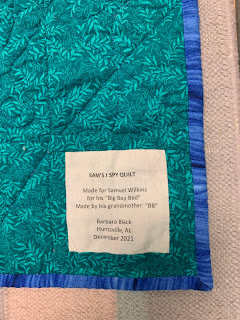 SAM'S I SPY QUILT
Made for Samuel Wilkins
for his "Big Boy Bed"
Made by his grandmother: "BB"
Barbara Black
Huntsville, AL
December 2021